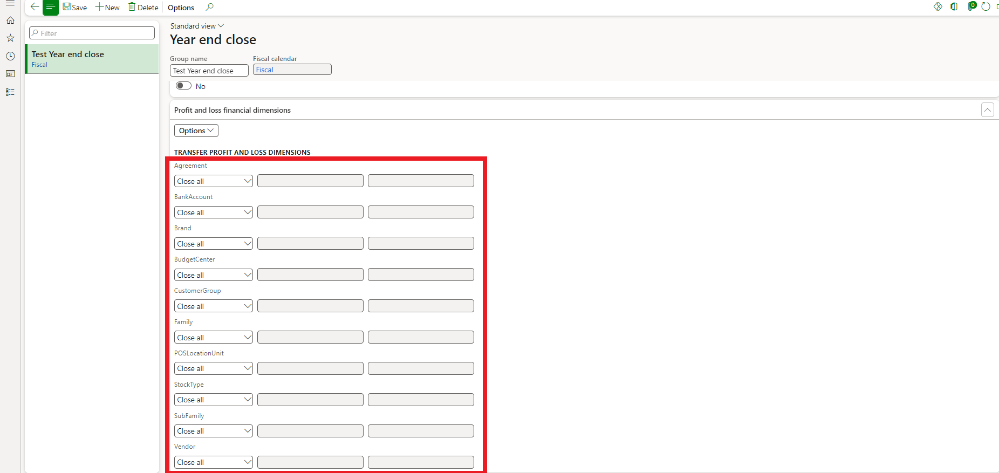 Save New Delete Options
0
Filter
Test Year end close
Fiscal
Standard view
Year end close
Group name Fiscal calendar
Test Year end close Fiscal
No
Profit and loss financial dimensions
Options
TRANSFER PROFIT AND LOSS DIMENSIONS
Agreement
Close all
BankAccount
Close all
Brand
Close all
BudgetCenter
Close all
CustomerGroup
Close all
Family
Close all
POSLocationUnit
Close all
StockType
Close all
SubFamily
Close all
Vendor
Close all